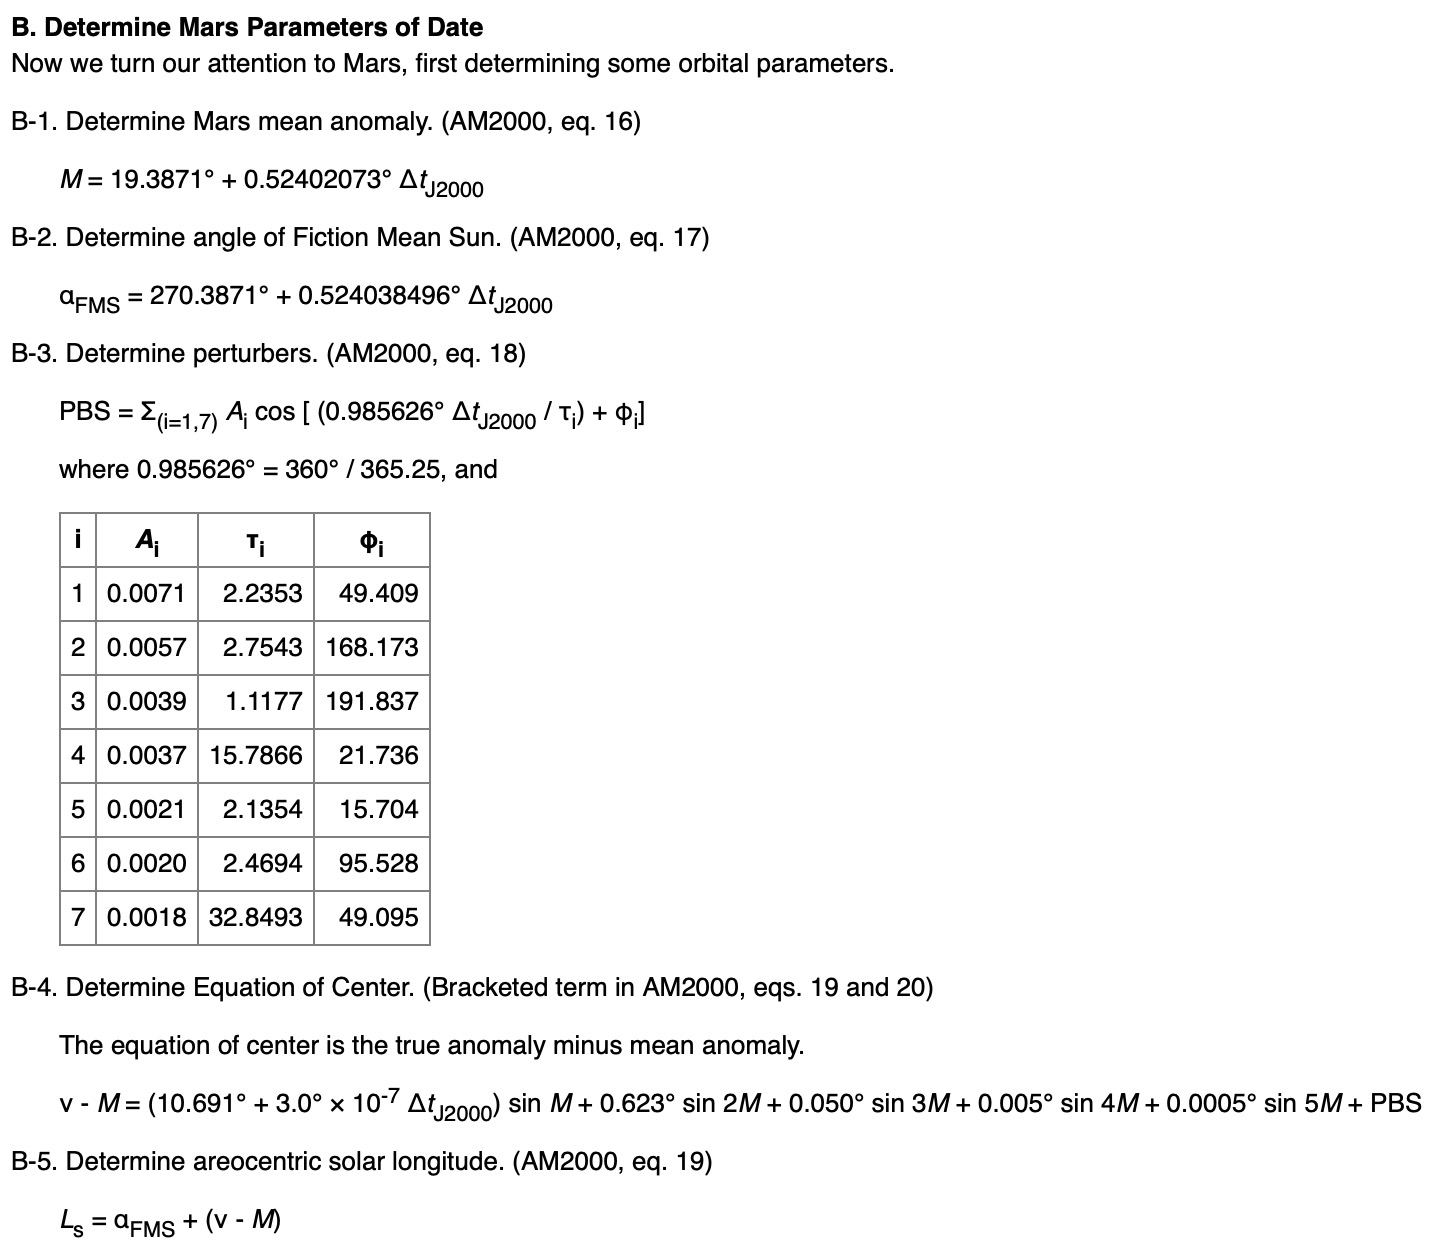 B. Determine Mars Parameters of Date
Now we turn our attention to Mars, first determining some orbital parameters.
B-1. Determine Mars mean anomaly. (AM2000, eq. 16)
M = 19.3871° + 0.52402073° ΔtJ2000
B-2. Determine angle of Fiction Mean Sun. (AM2000, eq. 17)
αFMS = 270.3871° + 0.524038496° ΔtJ2000
B-3. Determine perturbers. (AM2000, eq. 18)
PBS = Σ(i=1,7) Ai cos [ (0.985626° ΔtJ2000 / τi) + ϕi]
where 0.985626° = 360° / 365.25, and
i Ai τi ϕi
1 0.0071 2.2353 49.409
2 0.0057 2.7543 168.173
3 0.0039 1.1177 191.837
4 0.0037 15.7866 21.736
5 0.0021 2.1354 15.704
6 0.0020 2.4694 95.528
7 0.0018 32.8493 49.095
B-4. Determine Equation of Center. (Bracketed term in AM2000, eqs. 19 and 20)
The equation of center is the true anomaly minus mean anomaly.
ν - M = (10.691° + 3.0° × 10-7 ΔtJ2000) sin M + 0.623° sin 2M + 0.050° sin 3M + 0.005° sin 4M + 0.0005° sin 5M + PBS
B-5. Determine areocentric solar longitude. (AM2000, eq. 19)
Ls = αFMS + (ν - M)